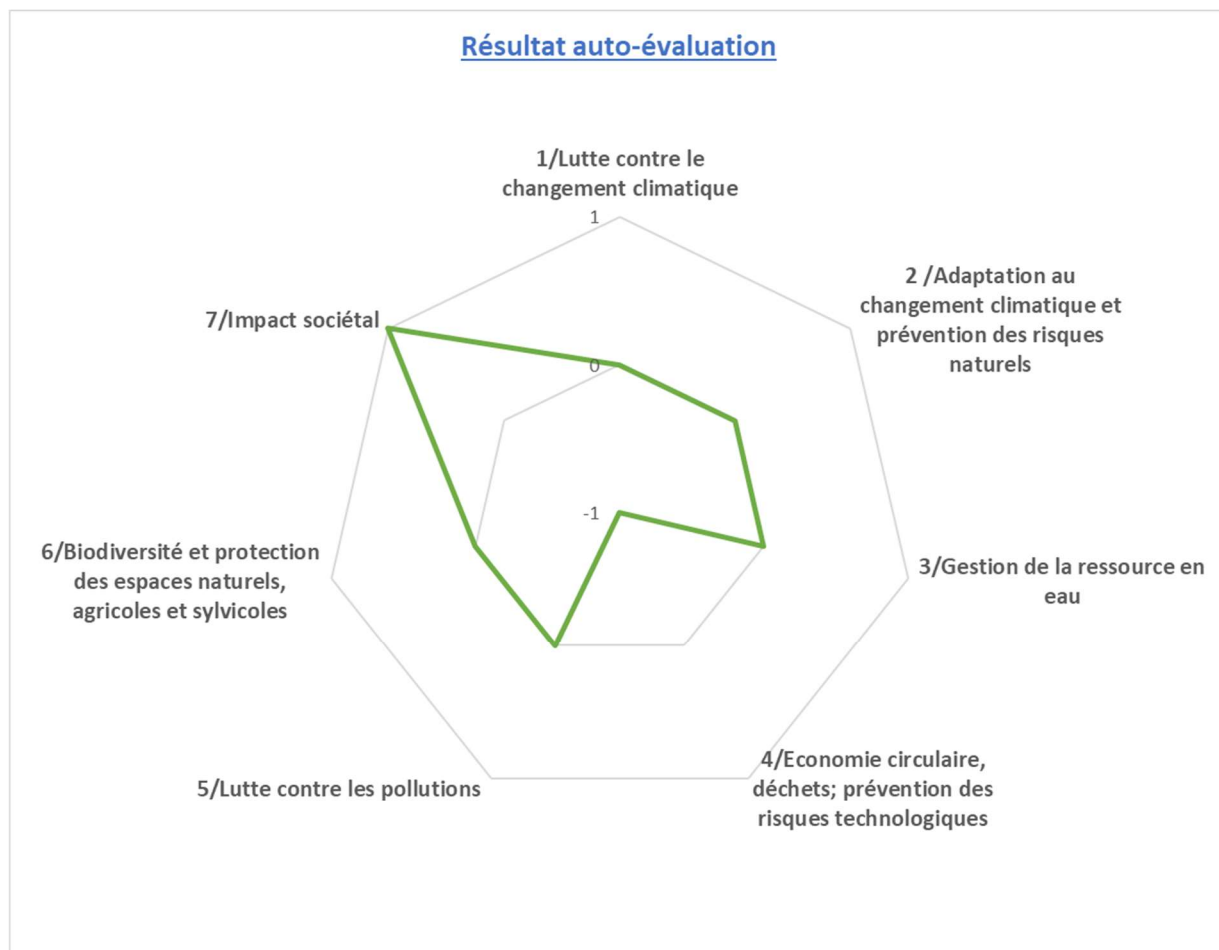 Résultat auto-évaluation
1/Lutte contre le
changement climatique
1
2 /Adaptation au
changement climatique et
prévention des risques
naturels
7/Impact sociétal
0
-1
6/Biodiversité et protection
des espaces naturels,
agricoles et sylvicoles
3/Gestion de la ressource en
eau
4/Economie circulaire,
déchets; prévention des
risques technologiques
5/Lutte contre les pollutions